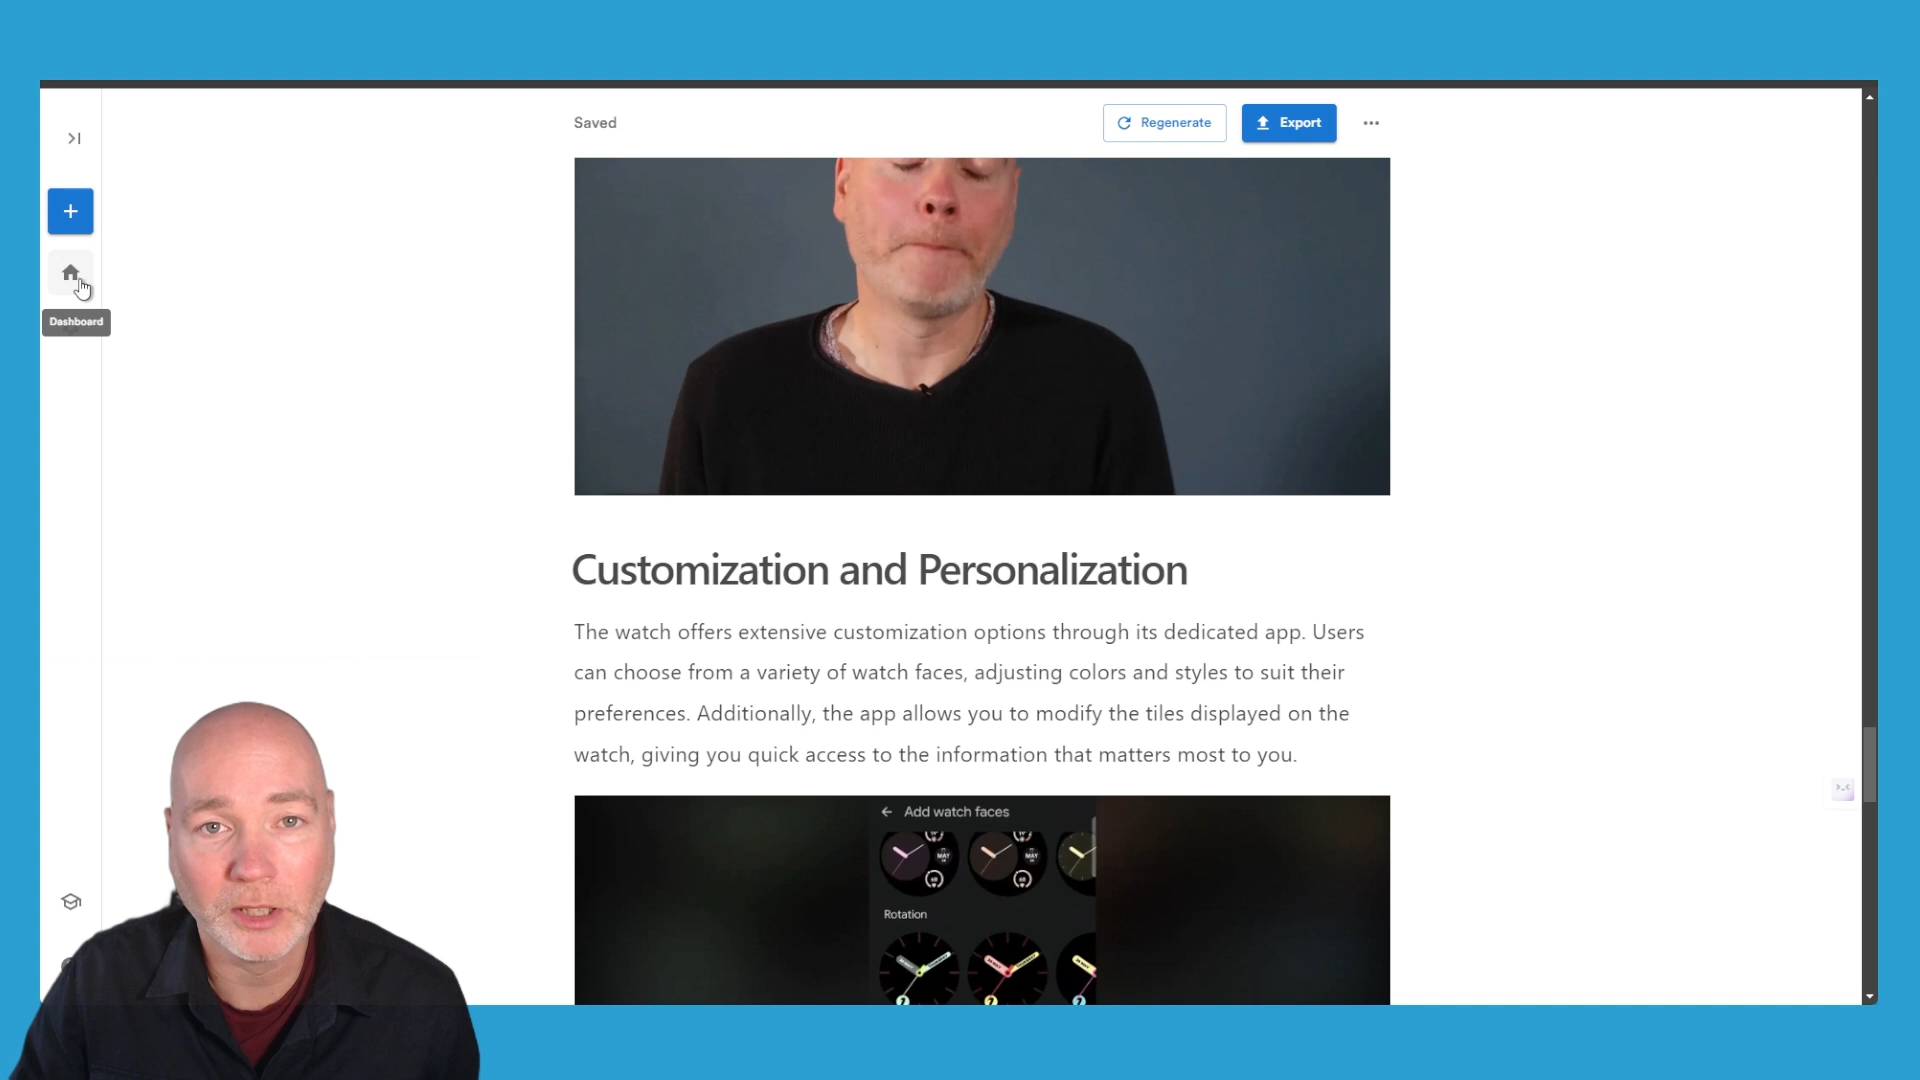 Saved
Regenerate
Export
Dashboard
Customization and Personalization
The watch offers extensive customization options through its dedicated app. Users
can choose from a variety of watch faces, adjusting colors and styles to suit their
preferences. Additionally, the app allows you to modify the tiles displayed on the
watch, giving you quick access to the information that matters most to you.
Add watch faces
MAY
MAY
Rotation